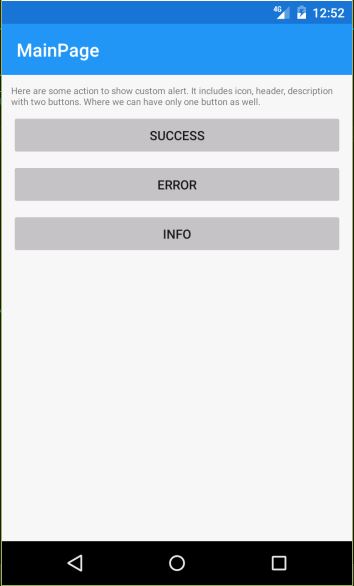 4G 12:52
MainPage
Here are some action to show custom alert. It includes icon, header, description
with two buttons. Where we can have only one button as well.
SUCCESS
ERROR
INFO